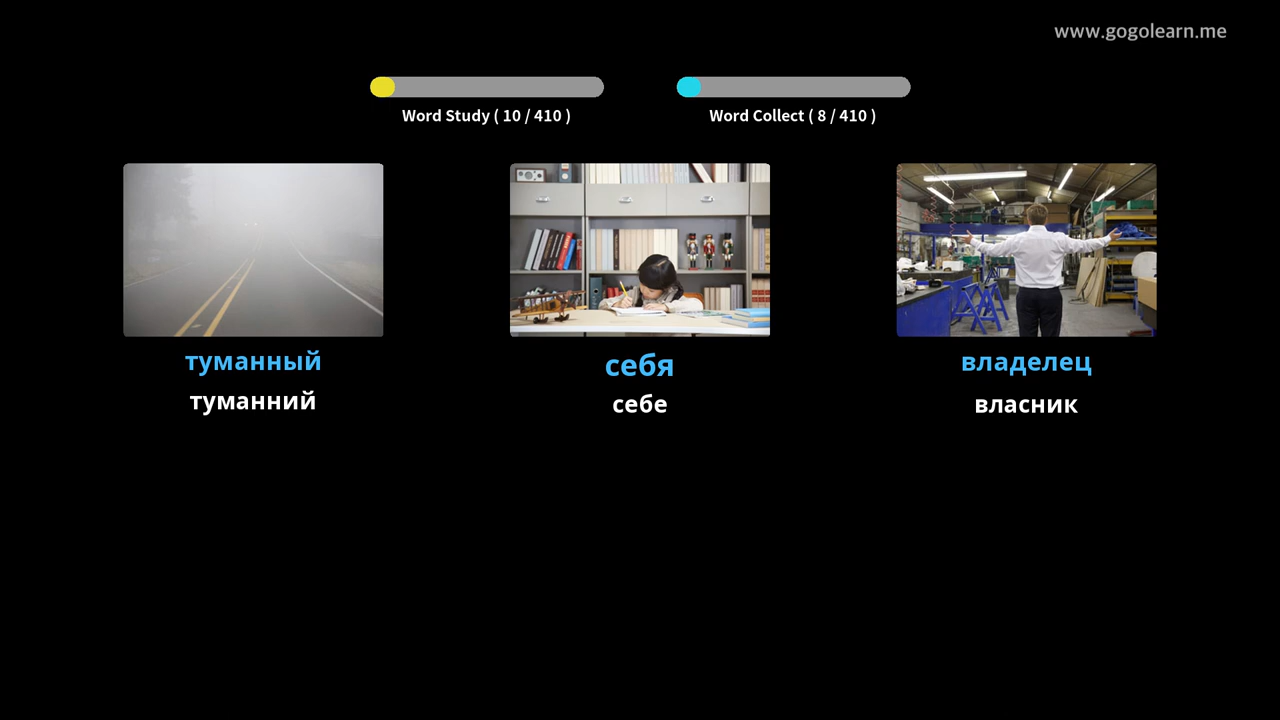 www.gogolearn.me
Word Study ( 10 / 410 )
Word Collect ( 8 / 410 )
туманный
туманний
себя
себе
владелец
власник